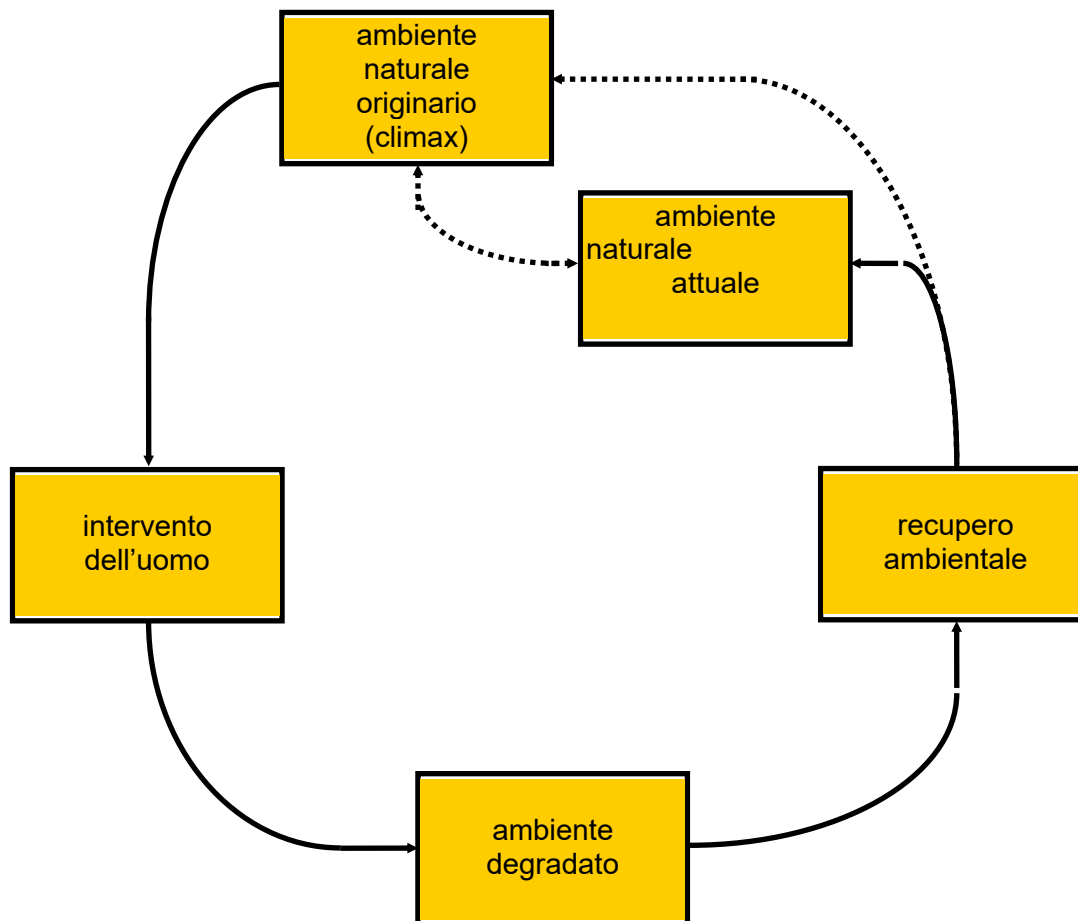 ambiente
naturale
originario
(climax)
ambiente
naturale
attuale
intervento
dell’uomo
recupero
ambientale
ambiente
degradato